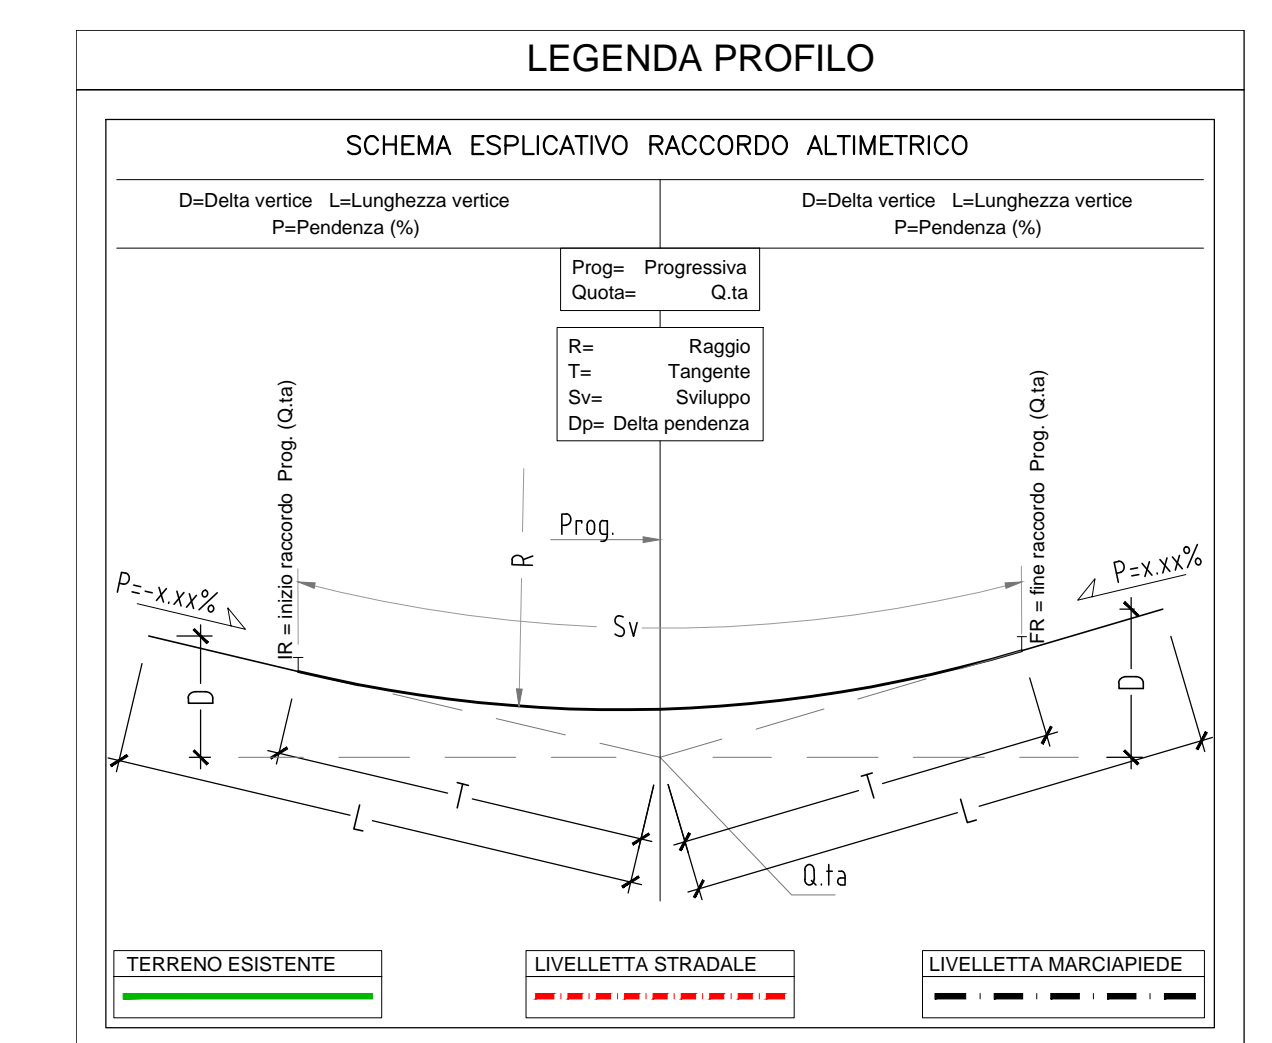 LEGENDA PROFILO
SCHEMA ESPLICATIVO RACCORDO ALTIMETRICO
D=Delta vertice L=Lunghezza vertice
P=Pendenza (%)
D=Delta vertice L=Lunghezza vertice
P=Pendenza (%)
Prog= Progressiva
Quota= Q.ta
R= Raggio
T= Tangente
Sv= Sviluppo
Dp= Delta pendenza
IR = inizio raccordo Prog. (Q.ta)
FR = fine raccordo Prog. (Q.ta)
Prog.
R
P=-x.xx%
P=x.xx%
Sv
D
D
T
T
L
L
Q.ta
TERRENO ESISTENTE
LIVELLETTA STRADALE
LIVELLETTA MARCIAPIEDE